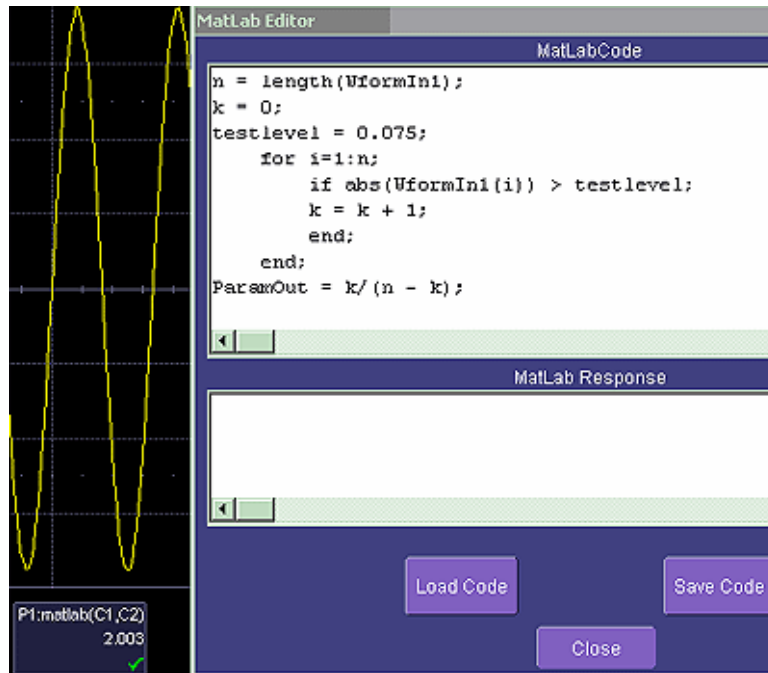 MatLab Editor
MatLabCode
n = length(WformIn1);
k = 0;
testlevel = 0.075;
for i=1:n;
if abs(WformIn1(i)) > testlevel;
k = k + 1;
end;
end;
ParamOut = k/(n - k);
MatLab Response
Load Code
Save Code
Close
P1:matlab(C1,C2)
2.003